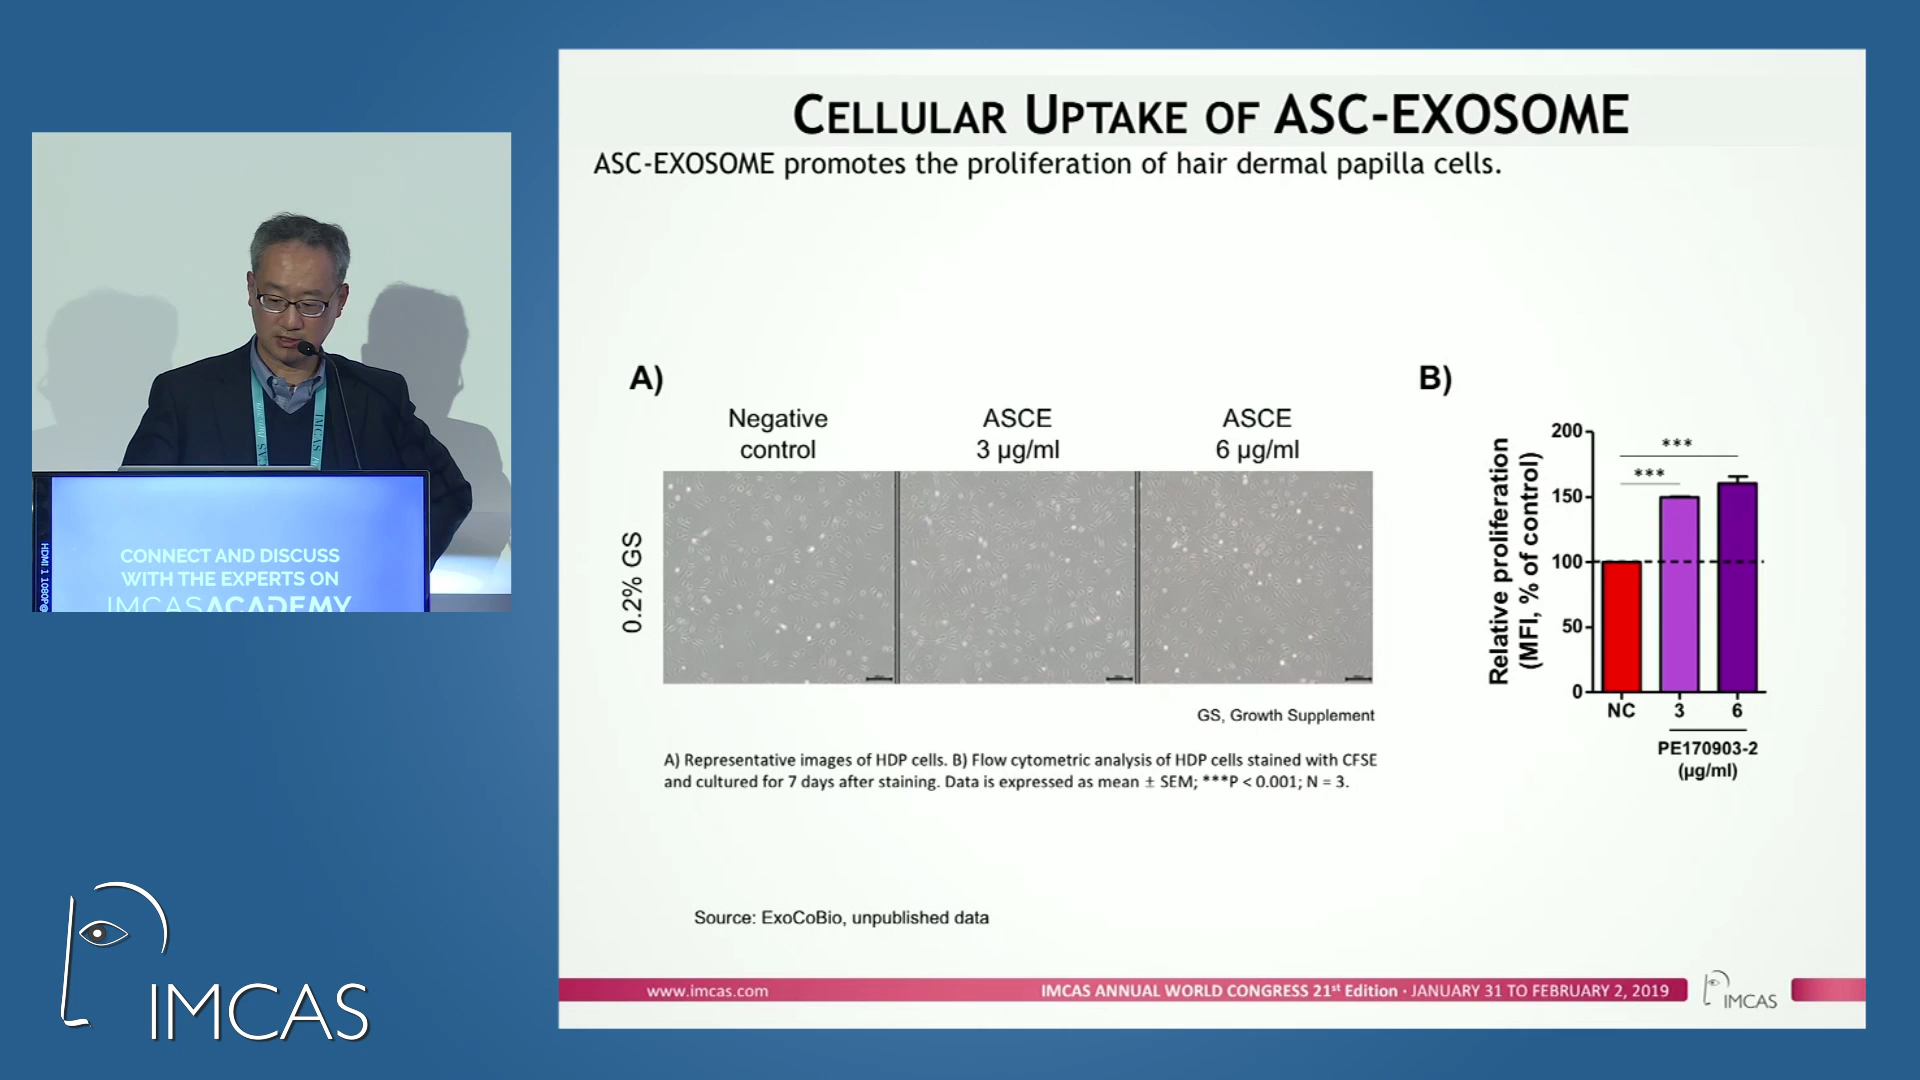 CELLULAR UPTAKE OF ASC-EXOSOME
ASC-EXOSOME promotes the proliferation of hair dermal papilla cells.
A)
Negative
control
ASCE
3 µg/ml
ASCE
6 µg/ml
0.2% GS
GS, Growth Supplement
B)
Relative proliferation
(MFI, % of control)
200
150
100
50
0
***
***
NC
3
6
PE170903-2
(µg/ml)
A) Representative images of HDP cells. B) Flow cytometric analysis of HDP cells stained with CFSE
and cultured for 7 days after staining. Data is expressed as mean ± SEM; ***P < 0.001; N = 3.
Source: ExoCoBio, unpublished data
www.imcas.com
IMCAS ANNUAL WORLD CONGRESS 21st Edition · JANUARY 31 TO FEBRUARY 2, 2019
IMCAS
IMCAS
HDMI 1 1080P@
CONNECT AND DISCUSS
WITH THE EXPERTS ON
IMCAS ACADEMY
IMCAS